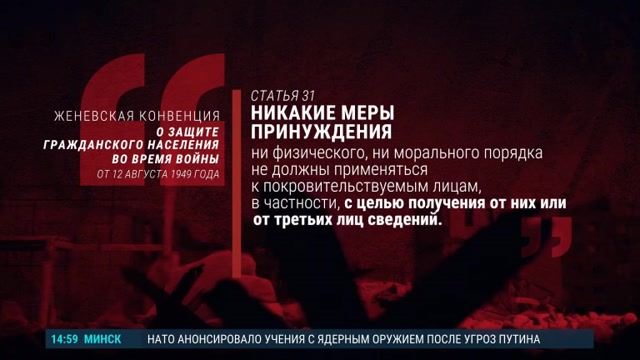 ЖЕНЕВСКАЯ КОНВЕНЦИЯ
О ЗАЩИТЕ
ГРАЖДАНСКОГО НАСЕЛЕНИЯ
ВО ВРЕМЯ ВОЙНЫ
ОТ 12 АВГУСТА 1949 ГОДА
СТАТЬЯ 31
НИКАКИЕ МЕРЫ
ПРИНУЖДЕНИЯ
ни физического, ни морального порядка
не должны применяться
к покровительствуемым лицам,
в частности, с целью получения от них или
от третьих лиц сведений.
14:59 МИНСК НАТО АНОНСИРОВАЛО УЧЕНИЯ С ЯДЕРНЫМ ОРУЖИЕМ ПОСЛЕ УГРОЗ ПУТИНА